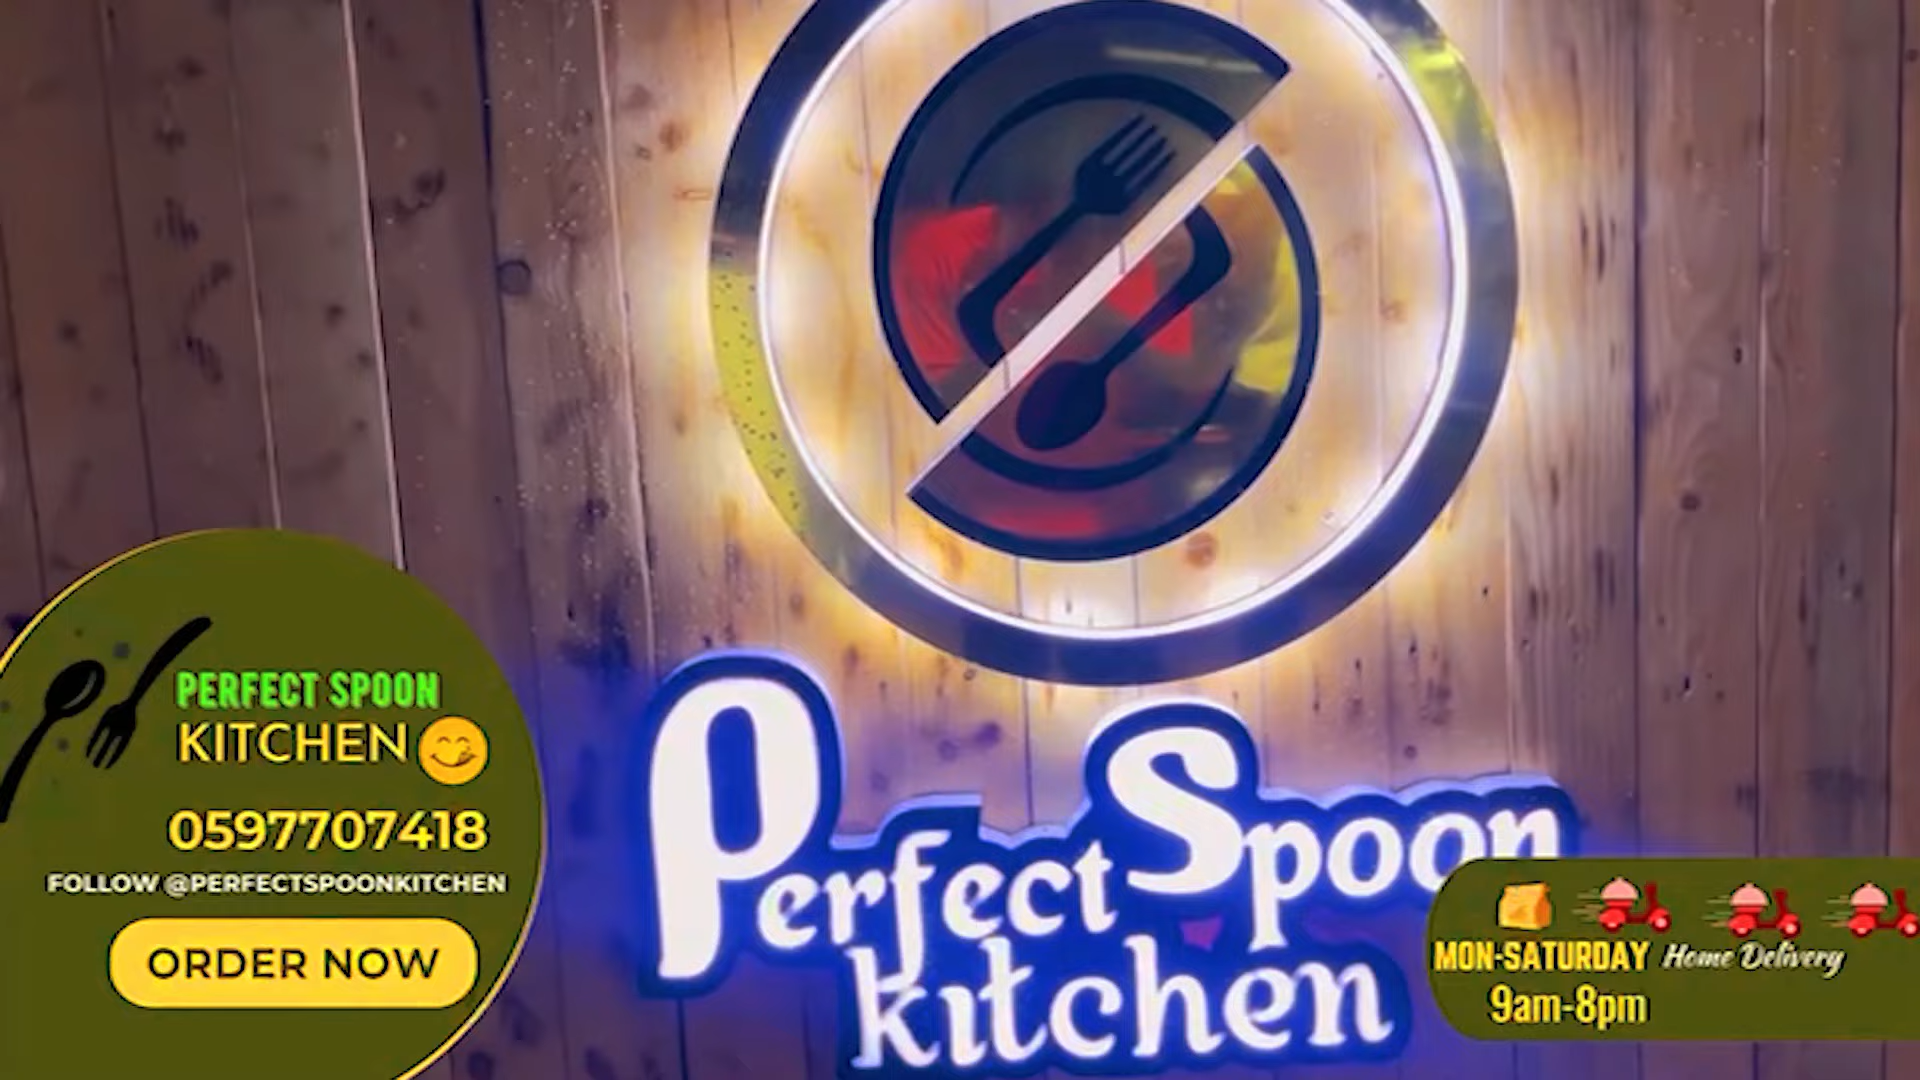 Perfect Spoon
kitchen
PERFECT SPOON
KITCHEN
0597707418
FOLLOW @PERFECTSPOONKITCHEN
ORDER NOW
MON-SATURDAY Home Delivery
9am-8pm